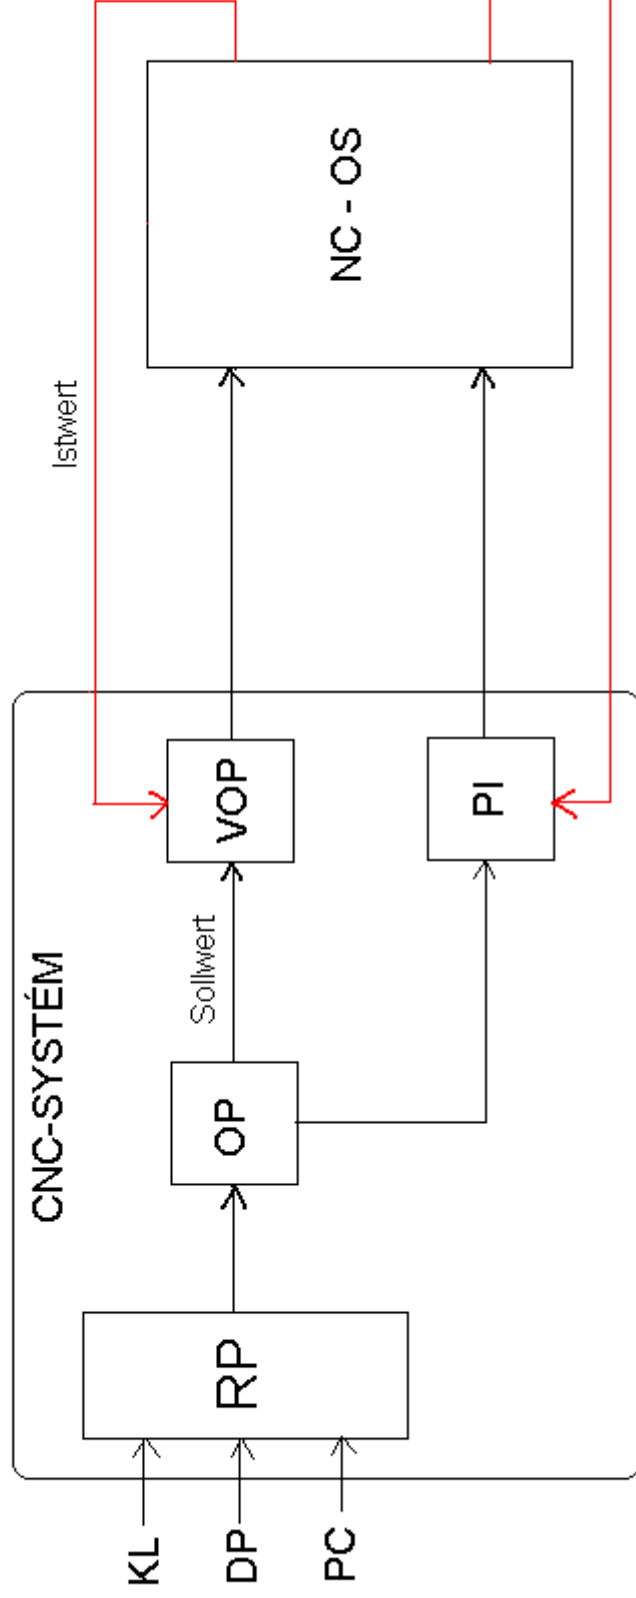 CNC-SYSTÉM
Istwert
KL
DP
PC
RP
OP
Sollwert
VOP
PI
NC - OS